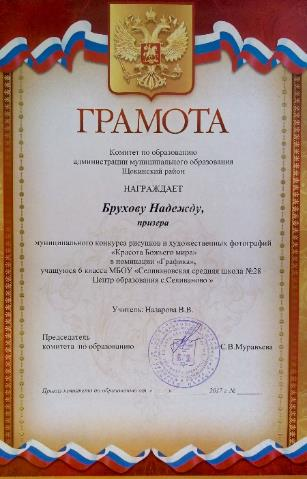 ГРАМОТА
Комитет по образованию
администрации муниципального образования
Щекинский район
НАГРАЖДАЕТ
Брухову Надежду,
призера
муниципального конкурса рисунков и художественных фотографий
«Красота Божьего мира»
в номинации «Графика»,
учащуюся 6 класса МБОУ «Селивановская средняя школа №28
Центр образования с.Селиваново»
Учитель: Назарова В.В.
Председатель
комитета по образованию С.В.Муравьева
Приказ комитета по образованию от « 2017 г №